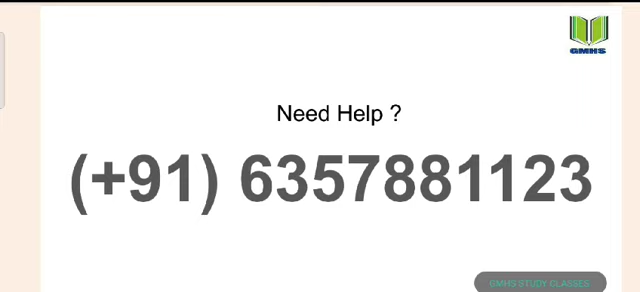 GMHS
Need Help ?
(+91) 6357881123
GMHS STUDY CLASSES